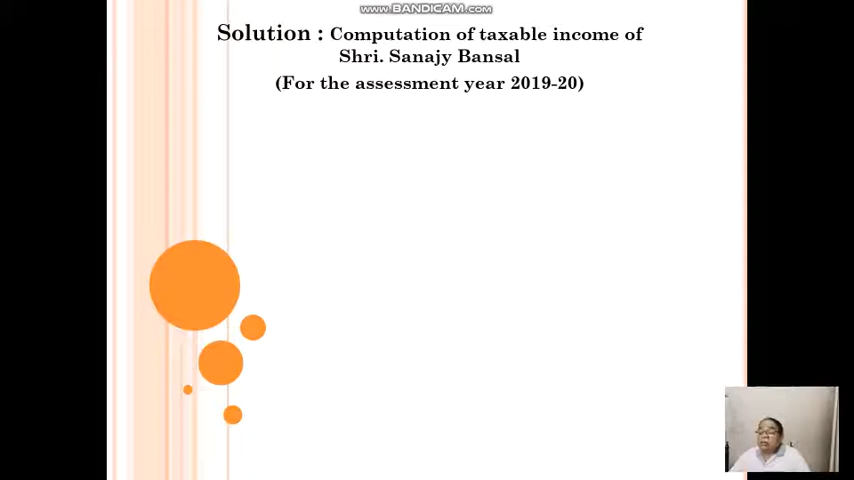 WWW.BANDICAM.COM
Solution : Computation of taxable income of
Shri. Sanajy Bansal
(For the assessment year 2019-20)